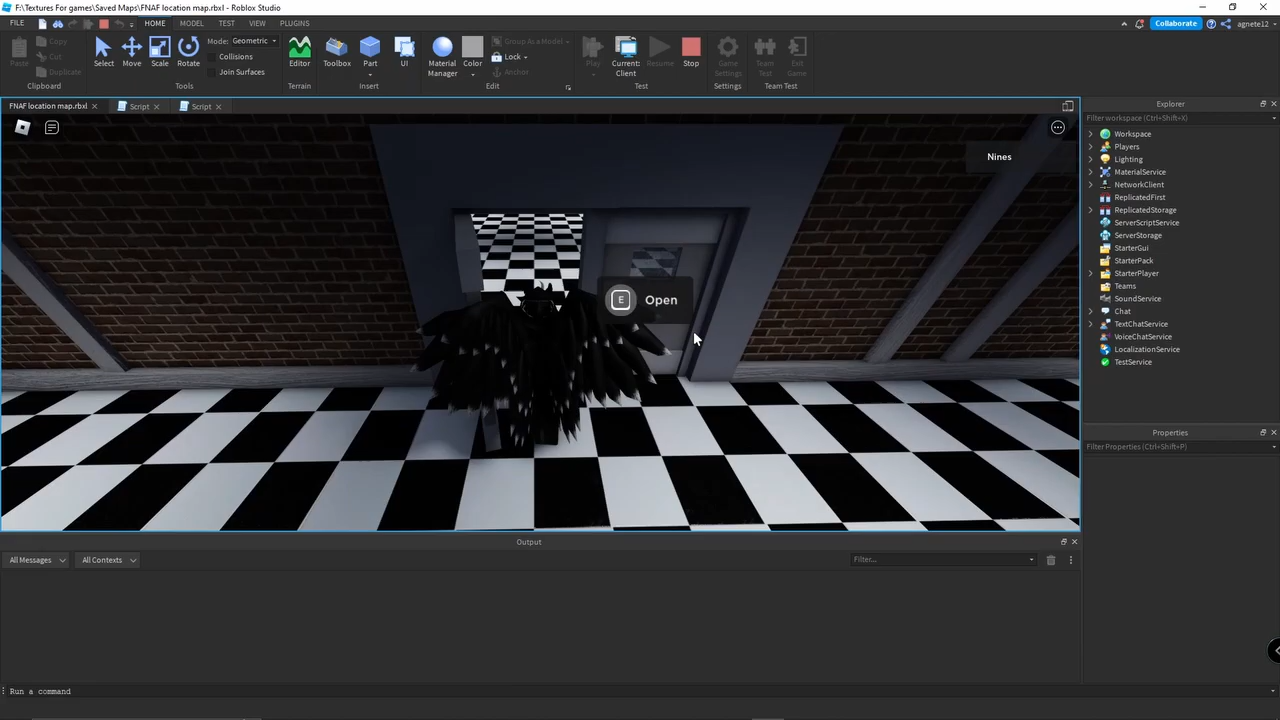 F:\Textures For games\Saved Maps\FNAF location map.rbxl - Roblox Studio
FILE HOME MODEL TEST VIEW PLUGINS Collaborate agnete12
Paste Copy Cut Duplicate
Clipboard
Select Move Scale Rotate
Mode: Geometric
Collisions
Join Surfaces
Tools
Editor
Terrain
Toolbox Part UI
Insert
Material Manager Color
Group As a Model
Lock
Anchor
Edit
Play Current: Client Resume Stop
Test
Game Settings
Settings
Team Test Exit Game
Team Test
FNAF location map.rbxl Script Script
Nines
E Open
Explorer
Filter workspace (Ctrl+Shift+X)
Workspace
Players
Lighting
MaterialService
NetworkClient
ReplicatedFirst
ReplicatedStorage
ServerScriptService
ServerStorage
StarterGui
StarterPack
StarterPlayer
Teams
SoundService
Chat
TextChatService
VoiceChatService
LocalizationService
TestService
Properties
Filter Properties (Ctrl+Shift+P)
Output
All Messages All Contexts Filter...
Run a command